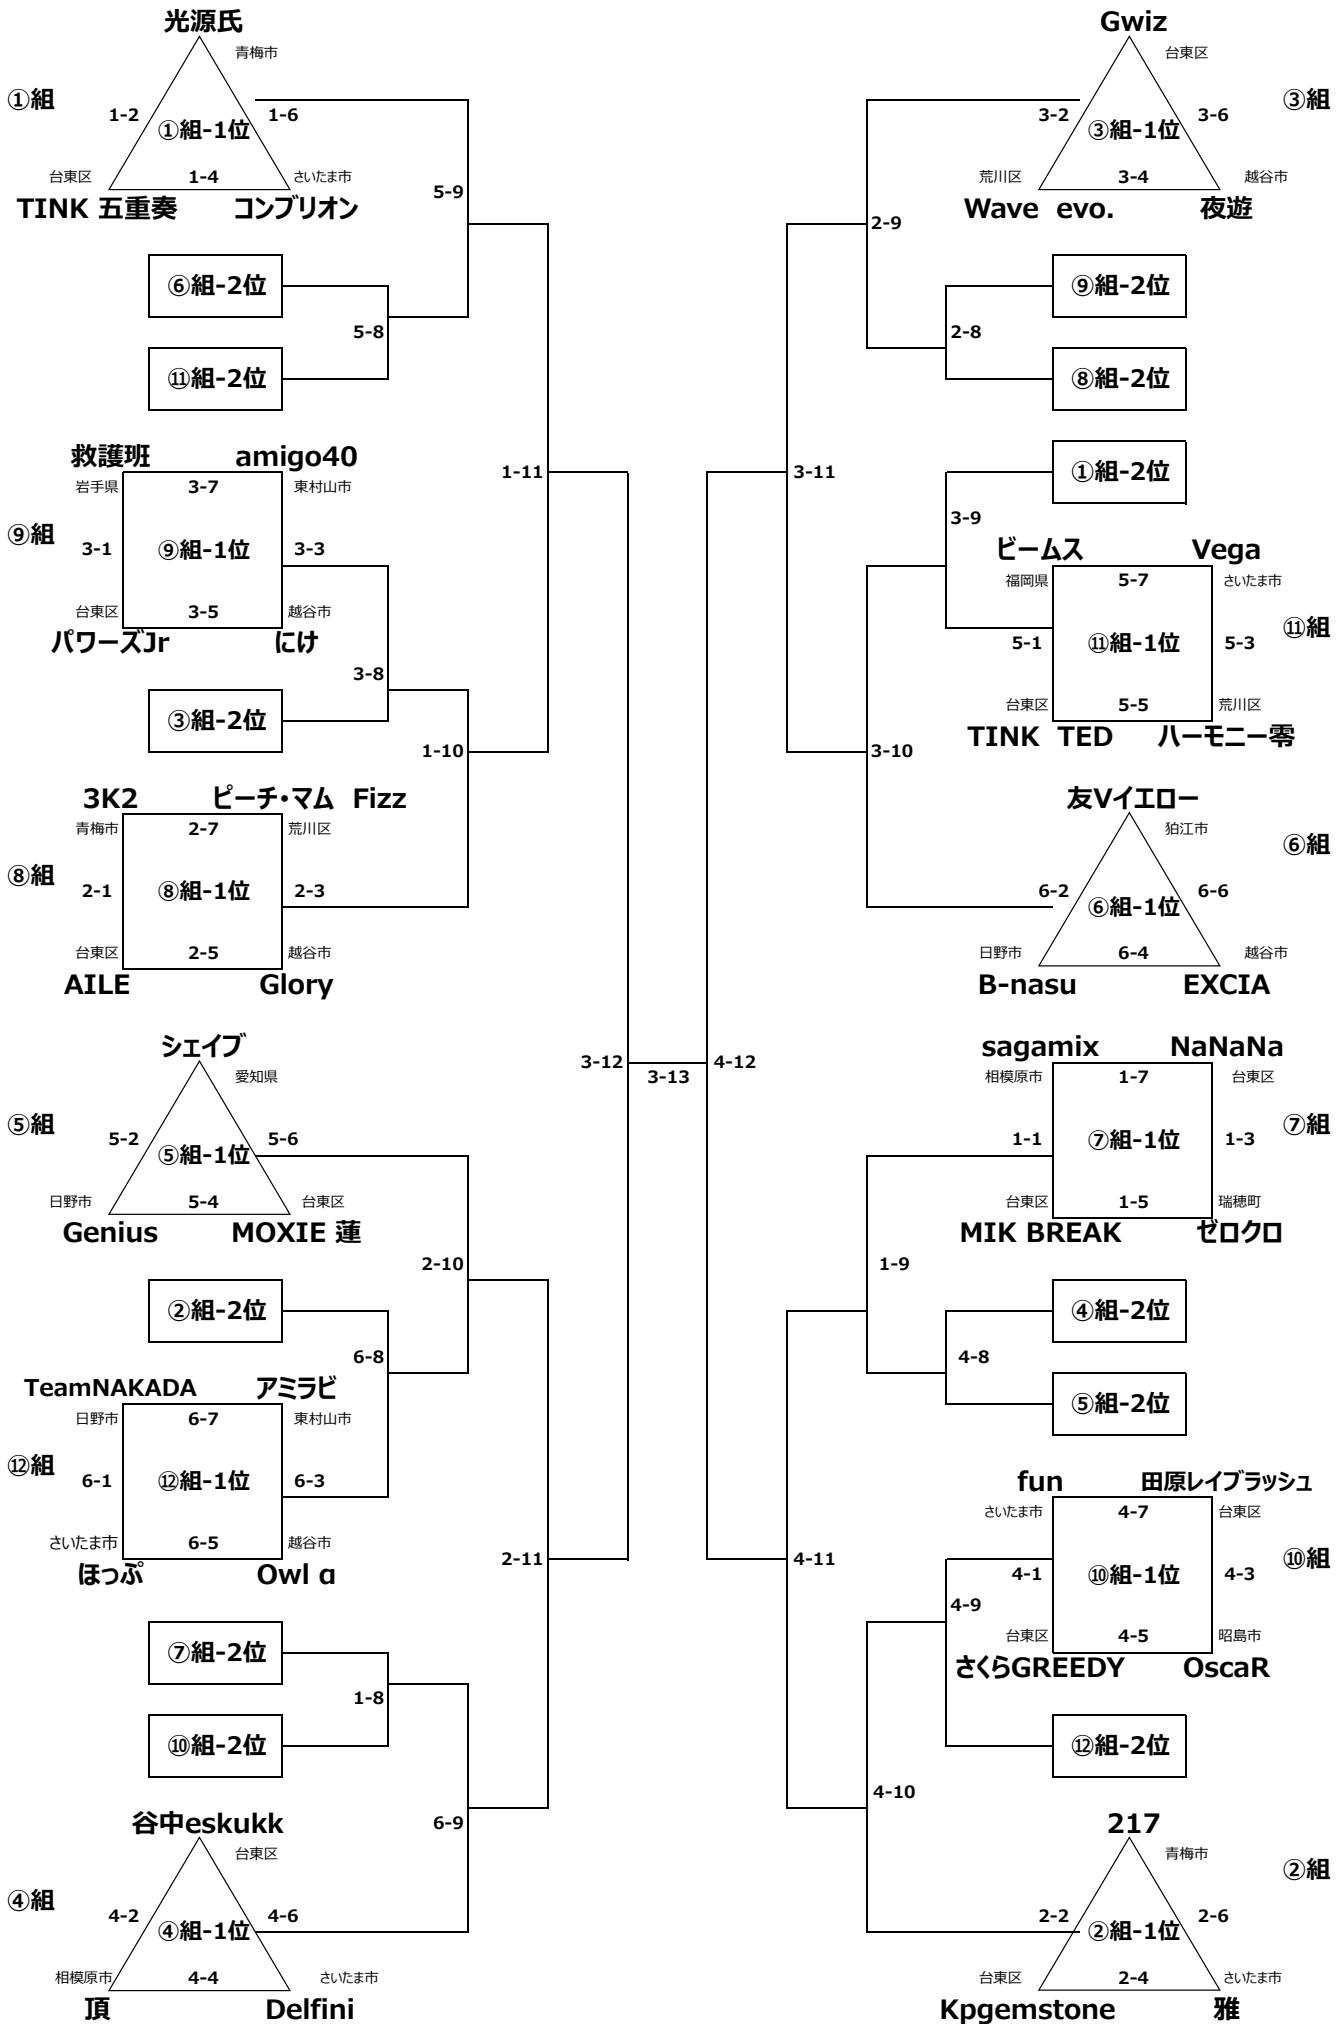 光源氏
青梅市
①組
1-2
①組-1位
1-6
台東区
1-4
さいたま市
TINK 五重奏
コンブリオン
5-9
⑥組-2位
5-8
⑪組-2位
救護班
amigo40
岩手県
3-7
東村山市
1-11
⑨組
3-1
⑨組-1位
3-3
台東区
3-5
越谷市
パワーズJr
にけ
3-8
③組-2位
1-10
3K2
ピーチ・マム Fizz
青梅市
2-7
荒川区
⑧組
2-1
⑧組-1位
2-3
台東区
2-5
越谷市
AILE
Glory
シェイブ
愛知県
3-12
⑤組
5-2
⑤組-1位
5-6
日野市
5-4
台東区
Genius
MOXIE 蓮
2-10
②組-2位
6-8
TeamNAKADA
アミラビ
日野市
6-7
東村山市
⑫組
6-1
⑫組-1位
6-3
さいたま市
6-5
越谷市
2-11
ほっぷ
Owl α
⑦組-2位
1-8
⑩組-2位
谷中eskukk
6-9
台東区
④組
4-2
④組-1位
4-6
相模原市
4-4
さいたま市
頂
Delfini
3-13
Gwiz
台東区
③組
3-2
③組-1位
3-6
荒川区
3-4
越谷市
Wave evo.
夜遊
2-9
⑨組-2位
2-8
⑧組-2位
3-11
①組-2位
3-9
ビームス
Vega
福岡県
5-7
さいたま市
⑪組
5-1
⑪組-1位
5-3
台東区
5-5
荒川区
TINK TED
ハーモニー零
3-10
友Vイエロー
狛江市
⑥組
6-2
⑥組-1位
6-6
日野市
6-4
越谷市
B-nasu
EXCIA
4-12
sagamix
NaNaNa
相模原市
1-7
台東区
⑦組
1-1
⑦組-1位
1-3
台東区
1-5
瑞穂町
MIK BREAK
ゼロクロ
1-9
④組-2位
4-8
⑤組-2位
fun
田原レイブラッシュ
さいたま市
4-7
台東区
4-11
⑩組
4-1
⑩組-1位
4-3
4-9
台東区
4-5
昭島市
さくらGREEDY
OscaR
⑫組-2位
4-10
217
青梅市
②組
2-2
②組-1位
2-6
台東区
2-4
さいたま市
Kpgemstone
雅